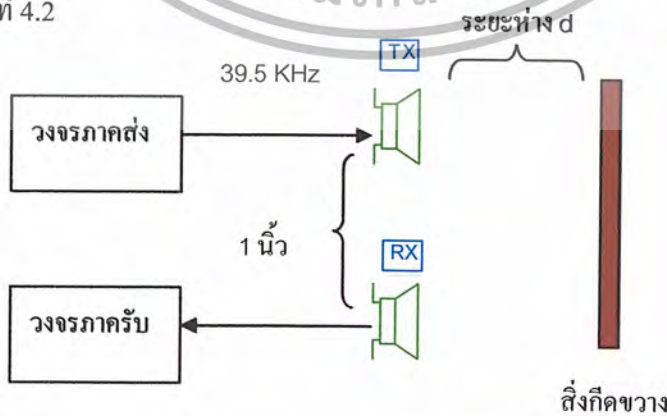 ที่ 4.2
ระยะห่าง d
TX
39.5 KHz
วงจรภาคส่ง
1 นิ้ว
RX
วงจรภาครับ
สิ่งกีดขวาง